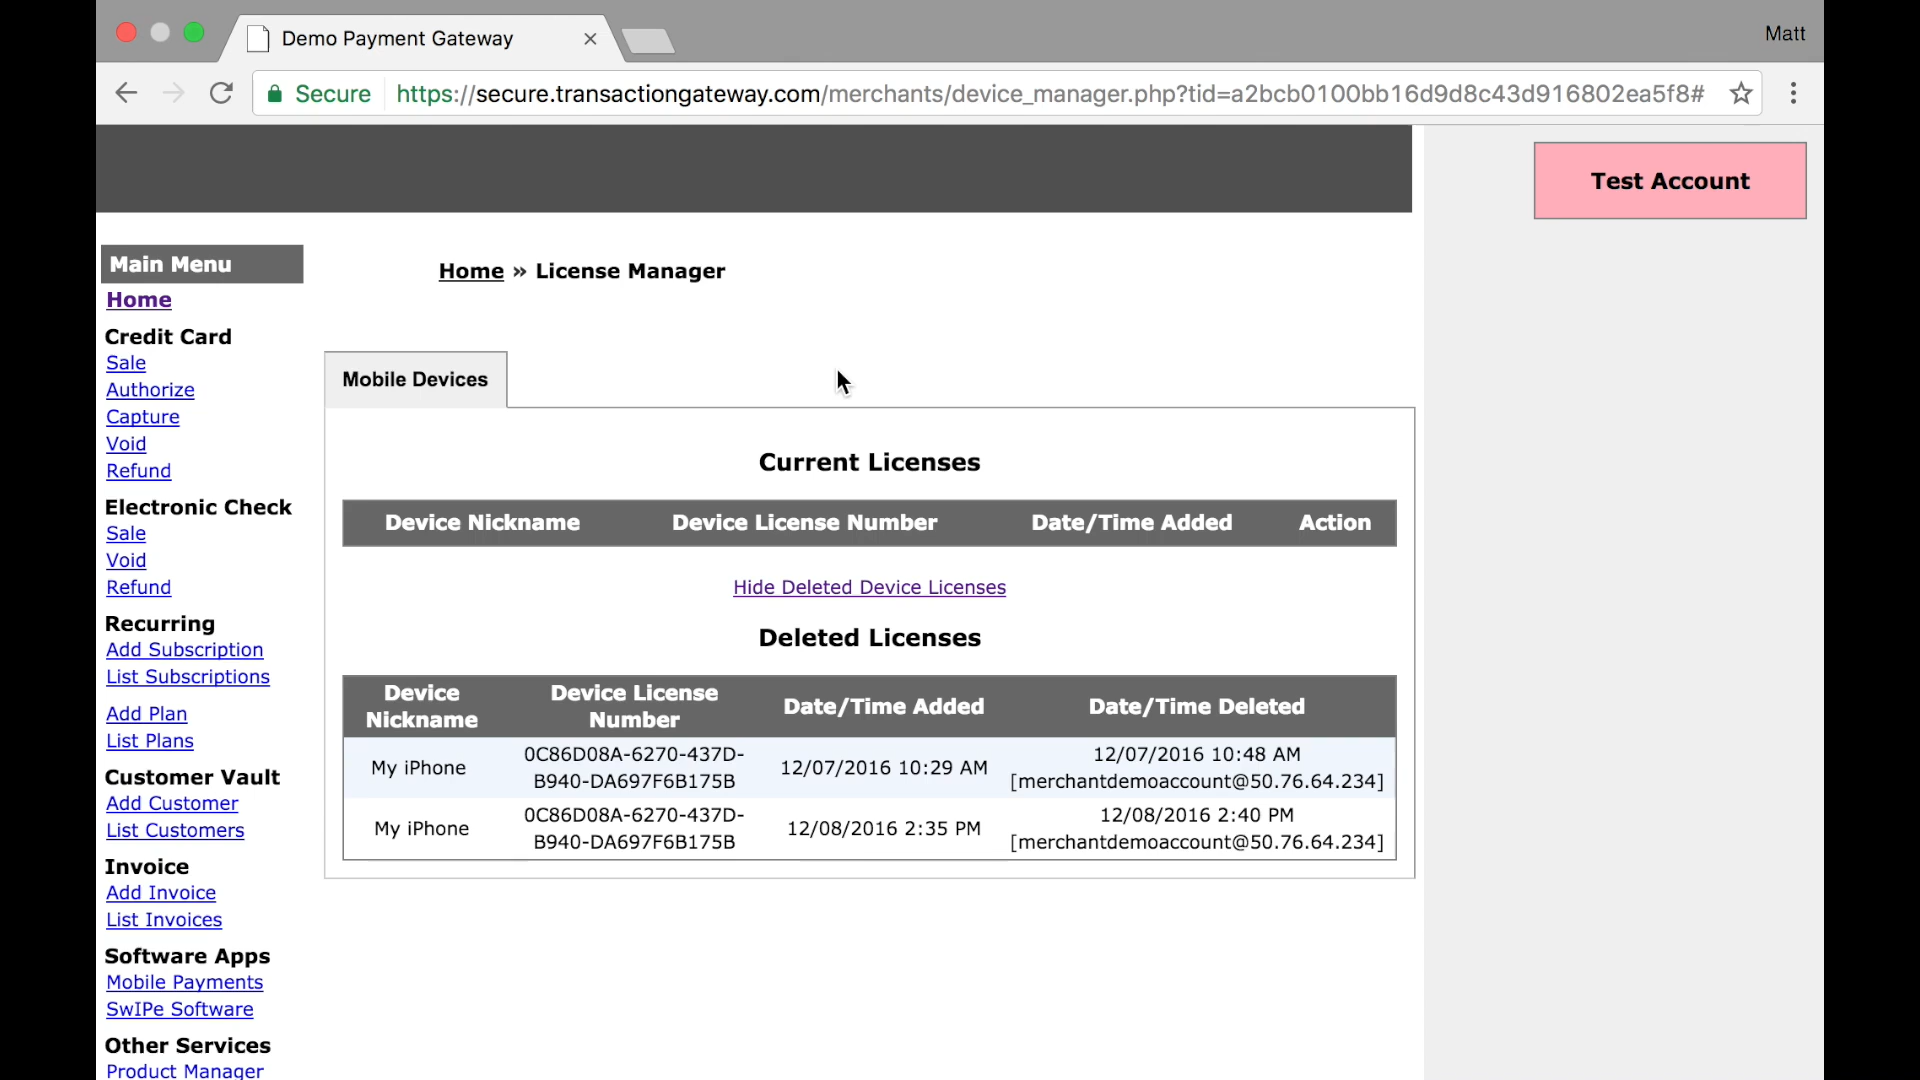 Demo Payment Gateway
Matt
Secure https://secure.transactiongateway.com/merchants/device_manager.php?tid=a2bcb0100bb16d9d8c43d916802ea5f8#
Test Account
Main Menu
Home
Credit Card
Sale
Authorize
Capture
Void
Refund
Electronic Check
Sale
Void
Refund
Recurring
Add Subscription
List Subscriptions
Add Plan
List Plans
Customer Vault
Add Customer
List Customers
Invoice
Add Invoice
List Invoices
Software Apps
Mobile Payments
SwIPe Software
Other Services
Product Manager
Home » License Manager
Mobile Devices
Current Licenses
Device Nickname Device License Number Date/Time Added Action
Hide Deleted Device Licenses
Deleted Licenses
Device Nickname Device License Number Date/Time Added Date/Time Deleted
My iPhone 0C86D08A-6270-437D-B940-DA697F6B175B 12/07/2016 10:29 AM 12/07/2016 10:48 AM [merchantdemoaccount@50.76.64.234]
My iPhone 0C86D08A-6270-437D-B940-DA697F6B175B 12/08/2016 2:35 PM 12/08/2016 2:40 PM [merchantdemoaccount@50.76.64.234]